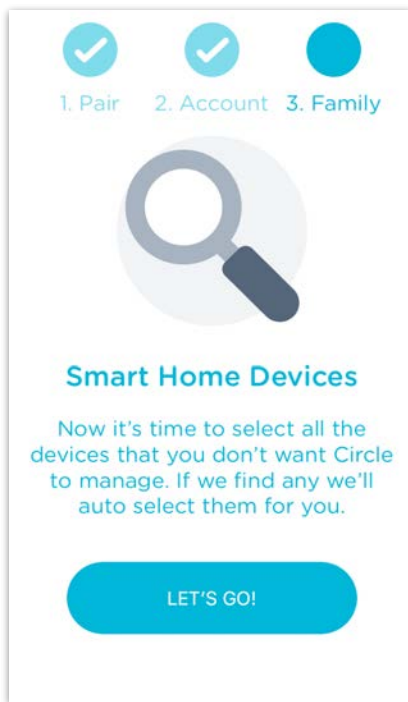 1. Pair 2. Account 3. Family
Smart Home Devices
Now it's time to select all the
devices that you don't want Circle
to manage. If we find any we'll
auto select them for you.
LET'S GO!